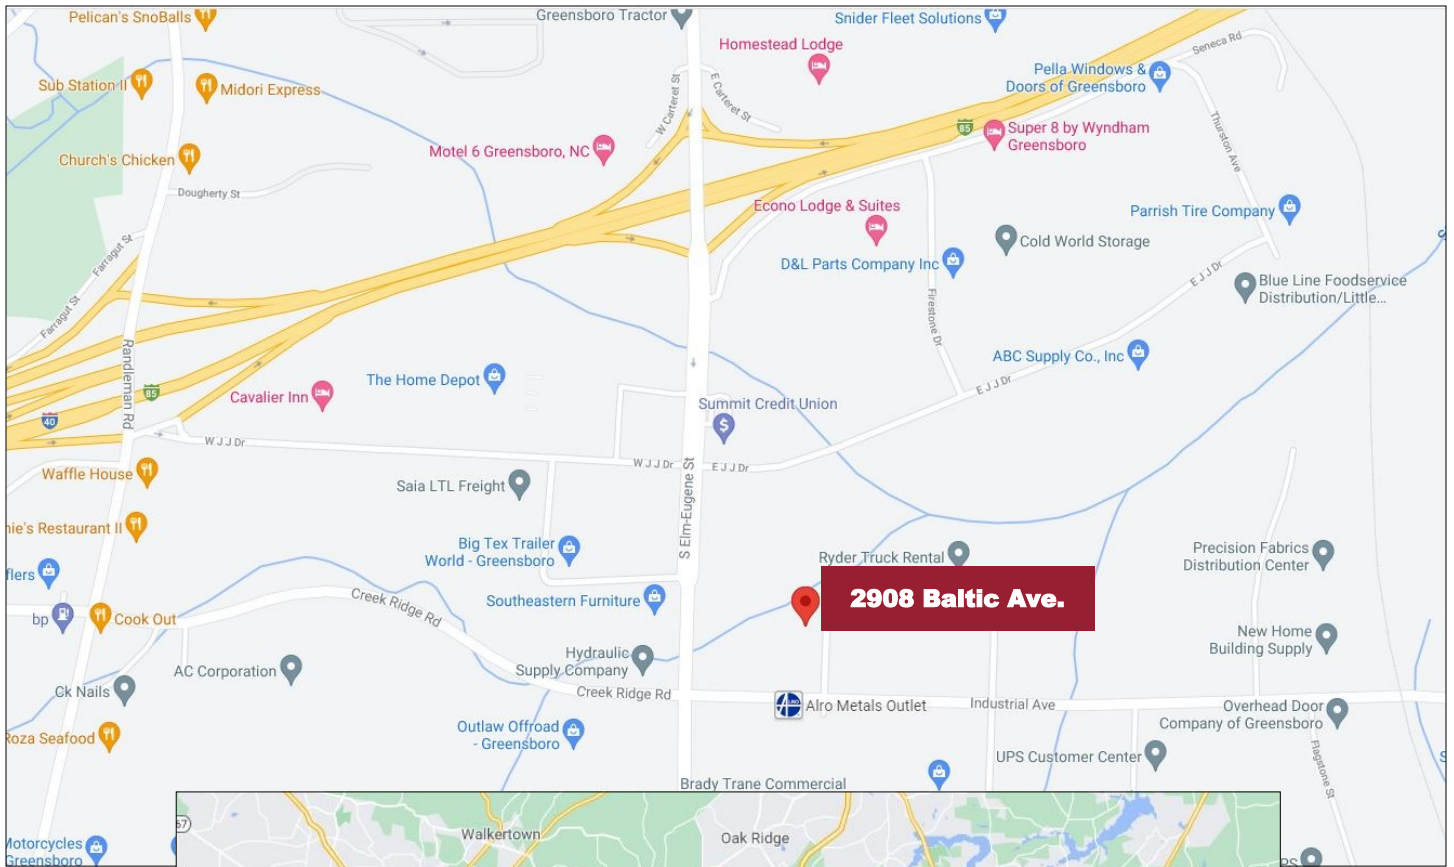 Pelican's SnoBalls
Greensboro Tractor
Snider Fleet Solutions
Homestead Lodge
Seneca Rd
Sub Station II
Midori Express
W Carteret St
E Carteret St
Pella Windows &
Doors of Greensboro
85
Super 8 by Wyndham
Greensboro
Thurston Ave
Church's Chicken
Motel 6 Greensboro, NC
Dougherty St
Econo Lodge & Suites
Parrish Tire Company
Farragut St
Cold World Storage
D&L Parts Company Inc
E J J Dr
Blue Line Foodservice
Distribution/Little...
Farragut St
Firestone Dr
Randleman Rd
ABC Supply Co., Inc
The Home Depot
E J J Dr
85
Cavalier Inn
Summit Credit Union
$
40
W J J Dr
W J J Dr
E J J Dr
Waffle House
S Elm-Eugene St
Saia LTL Freight
nie's Restaurant II
Big Tex Trailer
World - Greensboro
Ryder Truck Rental
Precision Fabrics
Distribution Center
flers
2908 Baltic Ave.
Creek Ridge Rd
Southeastern Furniture
bp
Cook Out
New Home
Building Supply
Hydraulic
Supply Company
AC Corporation
Ck Nails
Creek Ridge Rd
Alro Metals Outlet
Industrial Ave
Overhead Door
Company of Greensboro
Outlaw Offroad
- Greensboro
Roza Seafood
UPS Customer Center
Flagstone St
Brady Trane Commercial
Walkertown
Oak Ridge
Motorcycles
Greensboro